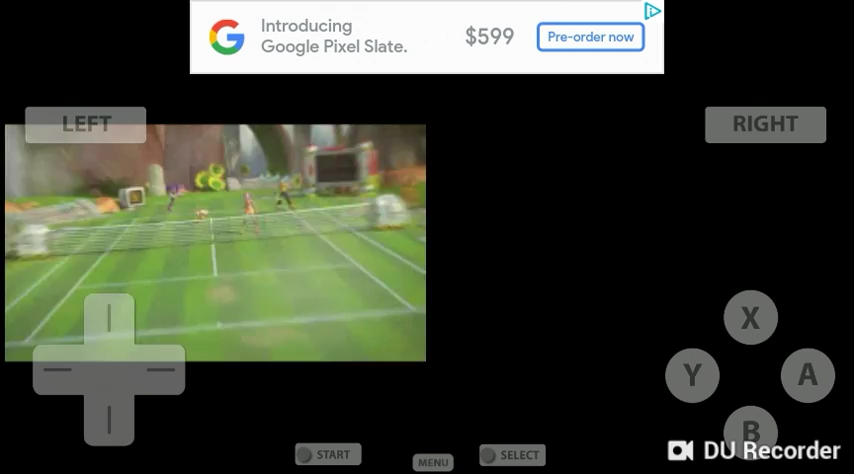 Introducing
Google Pixel Slate.
$599
Pre-order now
LEFT
RIGHT
X
Y
A
B
START
MENU
SELECT
DU Recorder